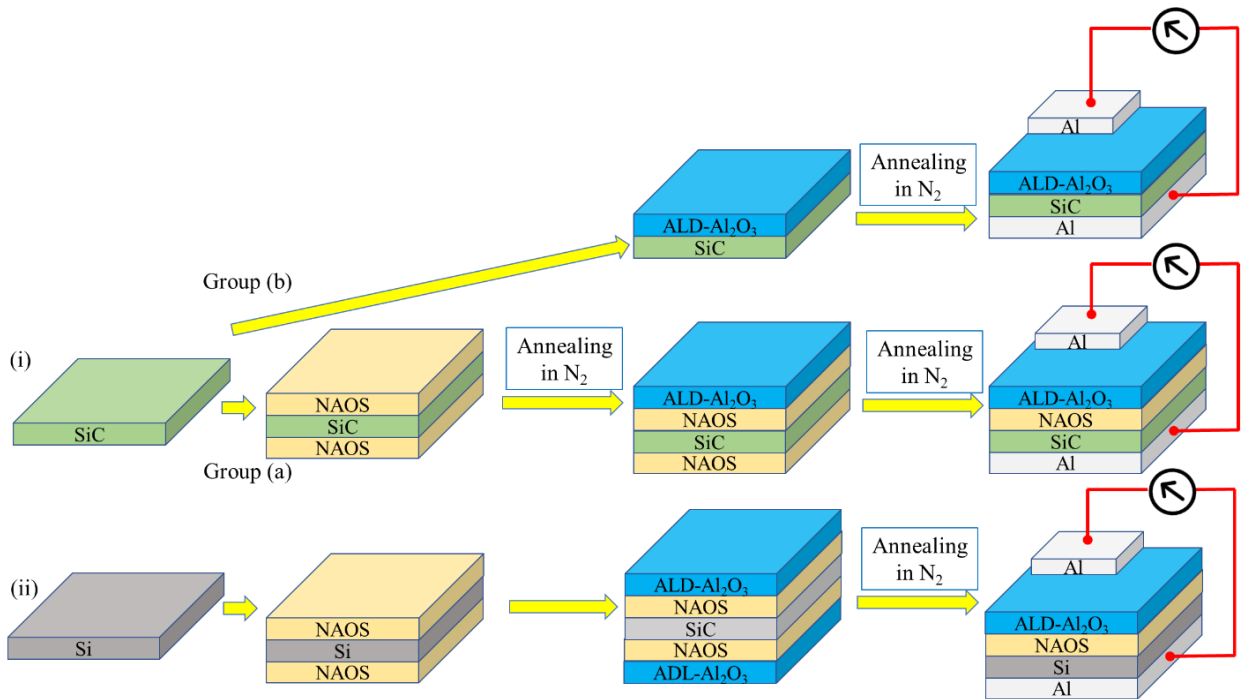 Al
Annealing
in N₂
ALD-Al₂O₃
SiC
ALD-Al₂O₃
SiC
Al
Group (b)
(i)
SiC
NAOS
SiC
NAOS
Group (a)
Annealing
in N₂
ALD-Al₂O₃
NAOS
SiC
NAOS
Annealing
in N₂
Al
ALD-Al₂O₃
NAOS
SiC
Al
(ii)
Si
NAOS
Si
NAOS
ALD-Al₂O₃
NAOS
SiC
NAOS
ADL-Al₂O₃
Annealing
in N₂
Al
ALD-Al₂O₃
NAOS
Si
Al